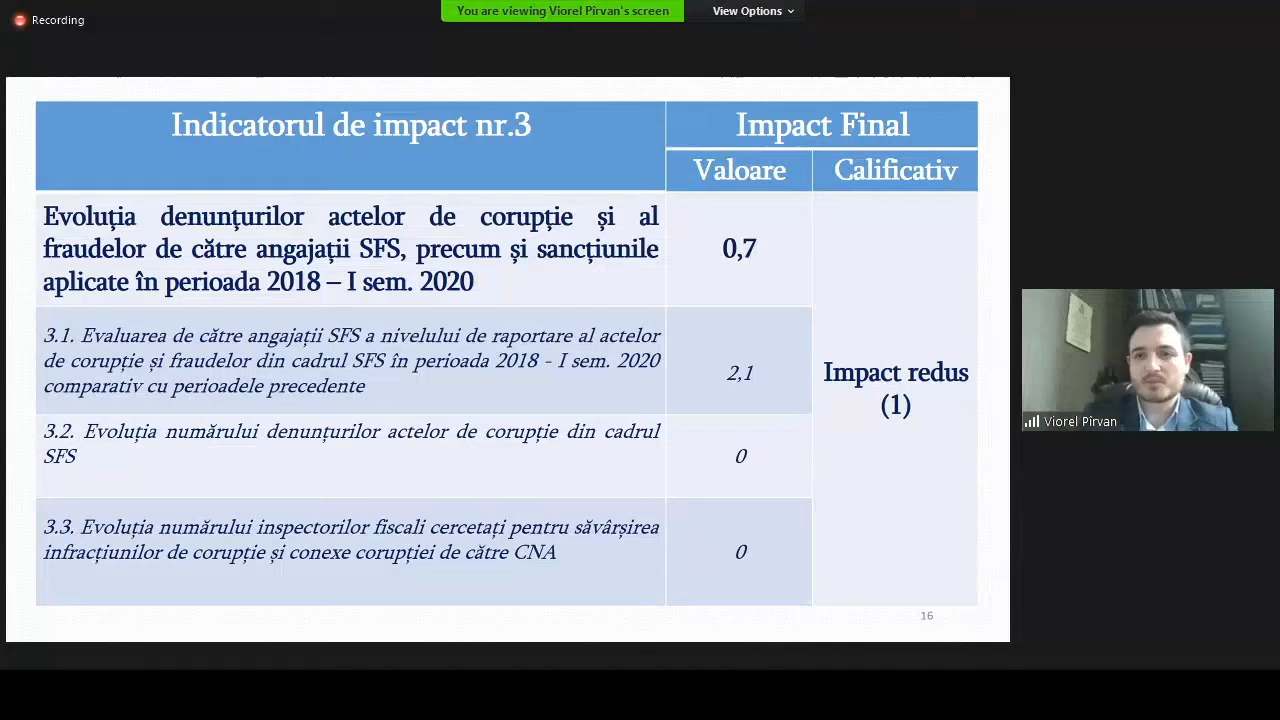 Recording
You are viewing Viorel Pîrvan's screen
View Options
Indicatorul de impact nr.3
Impact Final
Valoare
Calificativ
Evoluția denunțurilor actelor de corupție și al
fraudelor de către angajații SFS, precum și sancțiunile
aplicate în perioada 2018 – I sem. 2020
0,7
3.1. Evaluarea de către angajații SFS a nivelului de raportare al actelor
de corupție și fraudelor din cadrul SFS în perioada 2018 - I sem. 2020
comparativ cu perioadele precedente
2,1
Impact redus
(1)
3.2. Evoluția numărului denunțurilor actelor de corupție din cadrul
SFS
0
3.3. Evoluția numărului inspectorilor fiscali cercetați pentru săvârșirea
infracțiunilor de corupție și conexe corupției de către CNA
0
16
Viorel Pîrvan